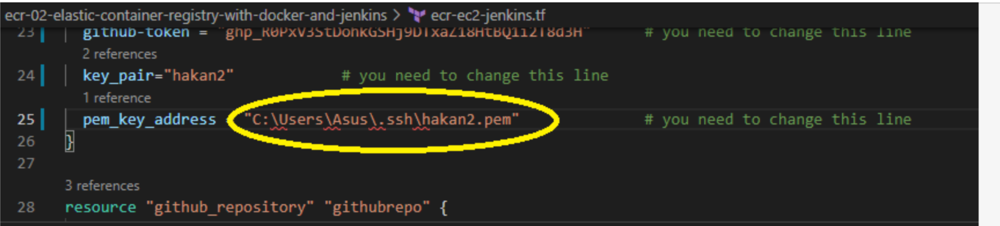 ecr-02-elastic-container-registry-with-docker-and-jenkins > ecr-ec2-jenkins.tf
23 github-token = # you need to change this line
2 references
24 key_pair="hakan2" # you need to change this line
1 reference
25 pem_key_address "C:\Users\Asus\.ssh\hakan2.pem" # you need to change this line
26 }
27
3 references
28 resource "github_repository" "githubrepo" {